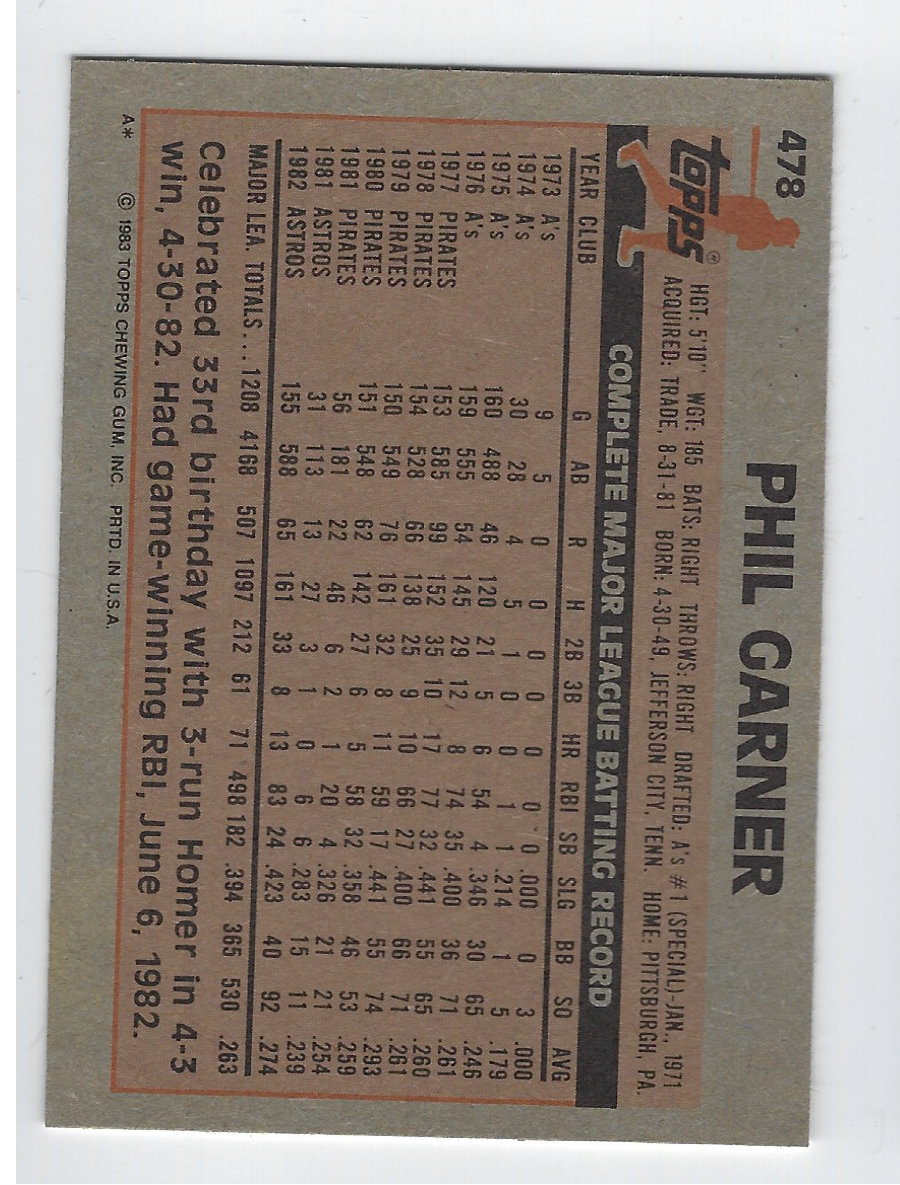 478
PHIL GARNER
topps®
HGT: 5'10" WGT: 185 BATS: RIGHT THROWS: RIGHT DRAFTED: A's #1 (SPECIAL)-JAN., 1971
ACQUIRED: TRADE, 8-31-81 BORN: 4-30-49, JEFFERSON CITY, TENN. HOME: PITTSBURGH, PA.
COMPLETE MAJOR LEAGUE BATTING RECORD
YEAR CLUB G AB R H 2B 3B HR RBI SB SLG BB SO AVG
1973 A's 9 5 0 0 0 0 0 0 0 .000 0 3 .000
1974 A's 30 28 4 5 1 0 0 1 1 .214 1 5 .179
1975 A's 160 488 46 120 21 5 6 54 4 .346 30 65 .246
1976 A's 159 555 54 145 29 12 8 74 35 .400 36 71 .261
1977 PIRATES 153 585 99 152 35 10 17 77 32 .441 55 65 .260
1978 PIRATES 154 528 66 138 25 9 10 66 27 .400 66 71 .261
1979 PIRATES 150 549 76 161 32 8 11 59 17 .441 55 74 .293
1980 PIRATES 151 548 62 142 27 6 5 58 32 .358 46 53 .259
1981 PIRATES 56 181 22 46 6 2 1 20 4 .326 21 21 .254
1981 ASTROS 31 113 13 27 3 1 0 6 6 .283 15 11 .239
1982 ASTROS 155 588 65 161 33 8 13 83 24 .423 40 92 .274
MAJOR LEA. TOTALS... 1208 4168 507 1097 212 61 71 498 182 .394 365 530 .263
Celebrated 33rd birthday with 3-run Homer in 4-3
win, 4-30-82. Had game-winning RBI, June 6, 1982.
A* © 1983 TOPPS CHEWING GUM, INC. PRTD. IN U.S.A.